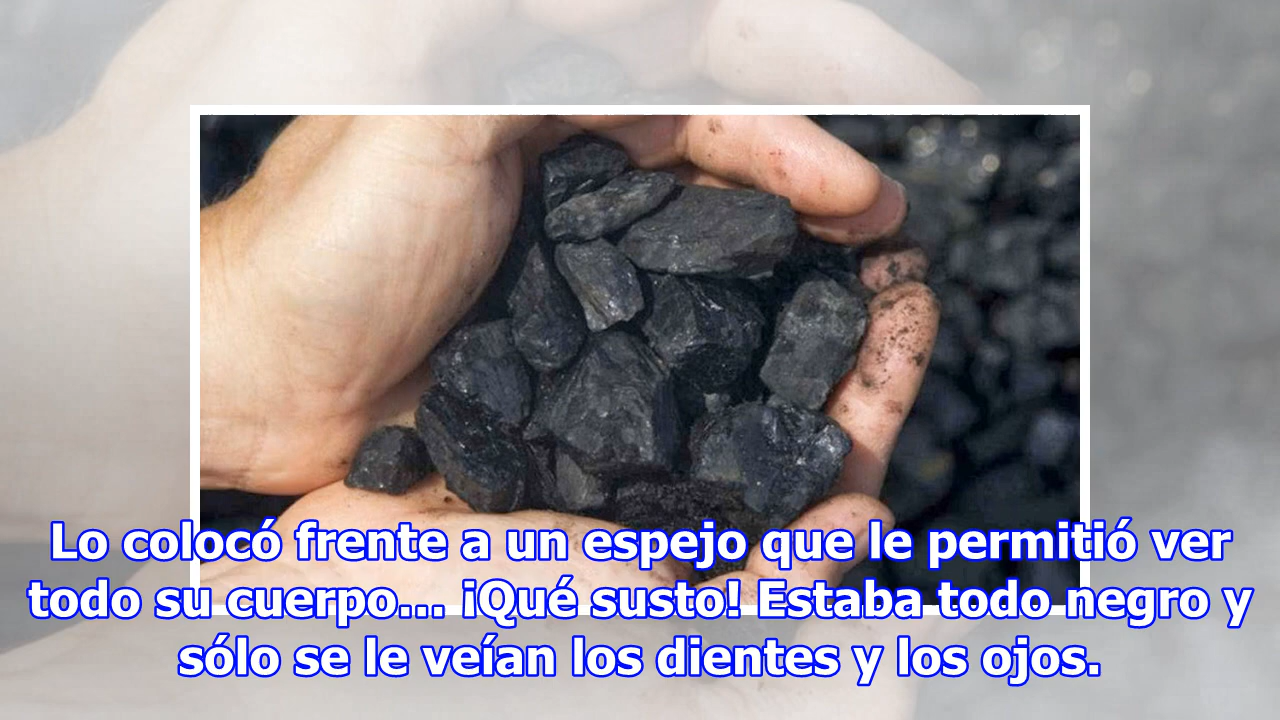 Lo colocó frente a un espejo que le permitió ver
todo su cuerpo... ¡Qué susto! Estaba todo negro y
sólo se le veían los dientes y los ojos.